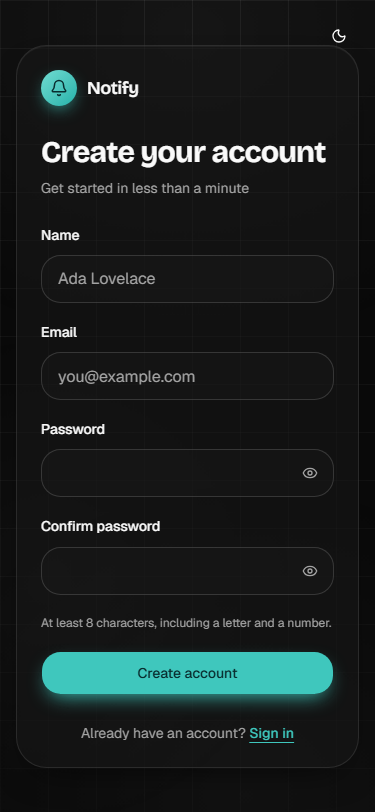 Notify
Create your account
Get started in less than a minute
Name
Ada Lovelace
Email
you@example.com
Password
Confirm password
At least 8 characters, including a letter and a number.
Create account
Already have an account? Sign in